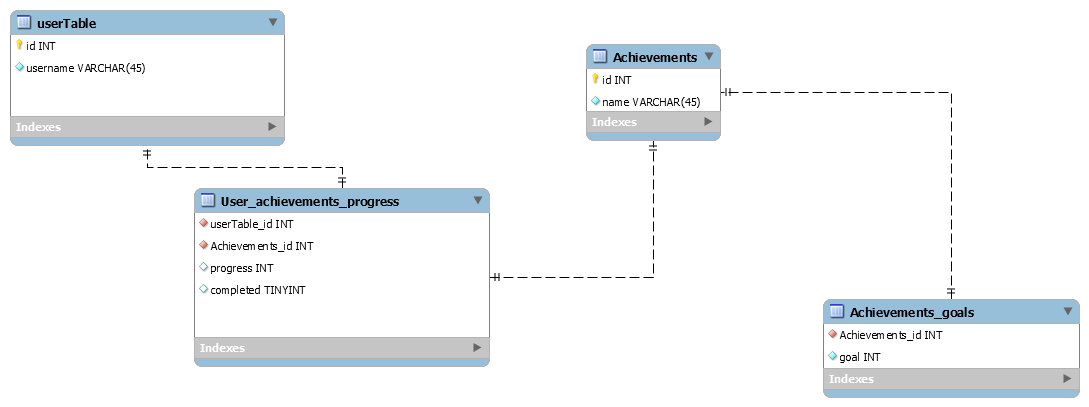 userTable
id INT
username VARCHAR(45)
Indexes
Achievements
id INT
name VARCHAR(45)
Indexes
User_achievements_progress
userTable_id INT
Achievements_id INT
progress INT
completed TINYINT
Indexes
Achievements_goals
Achievements_id INT
goal INT
Indexes